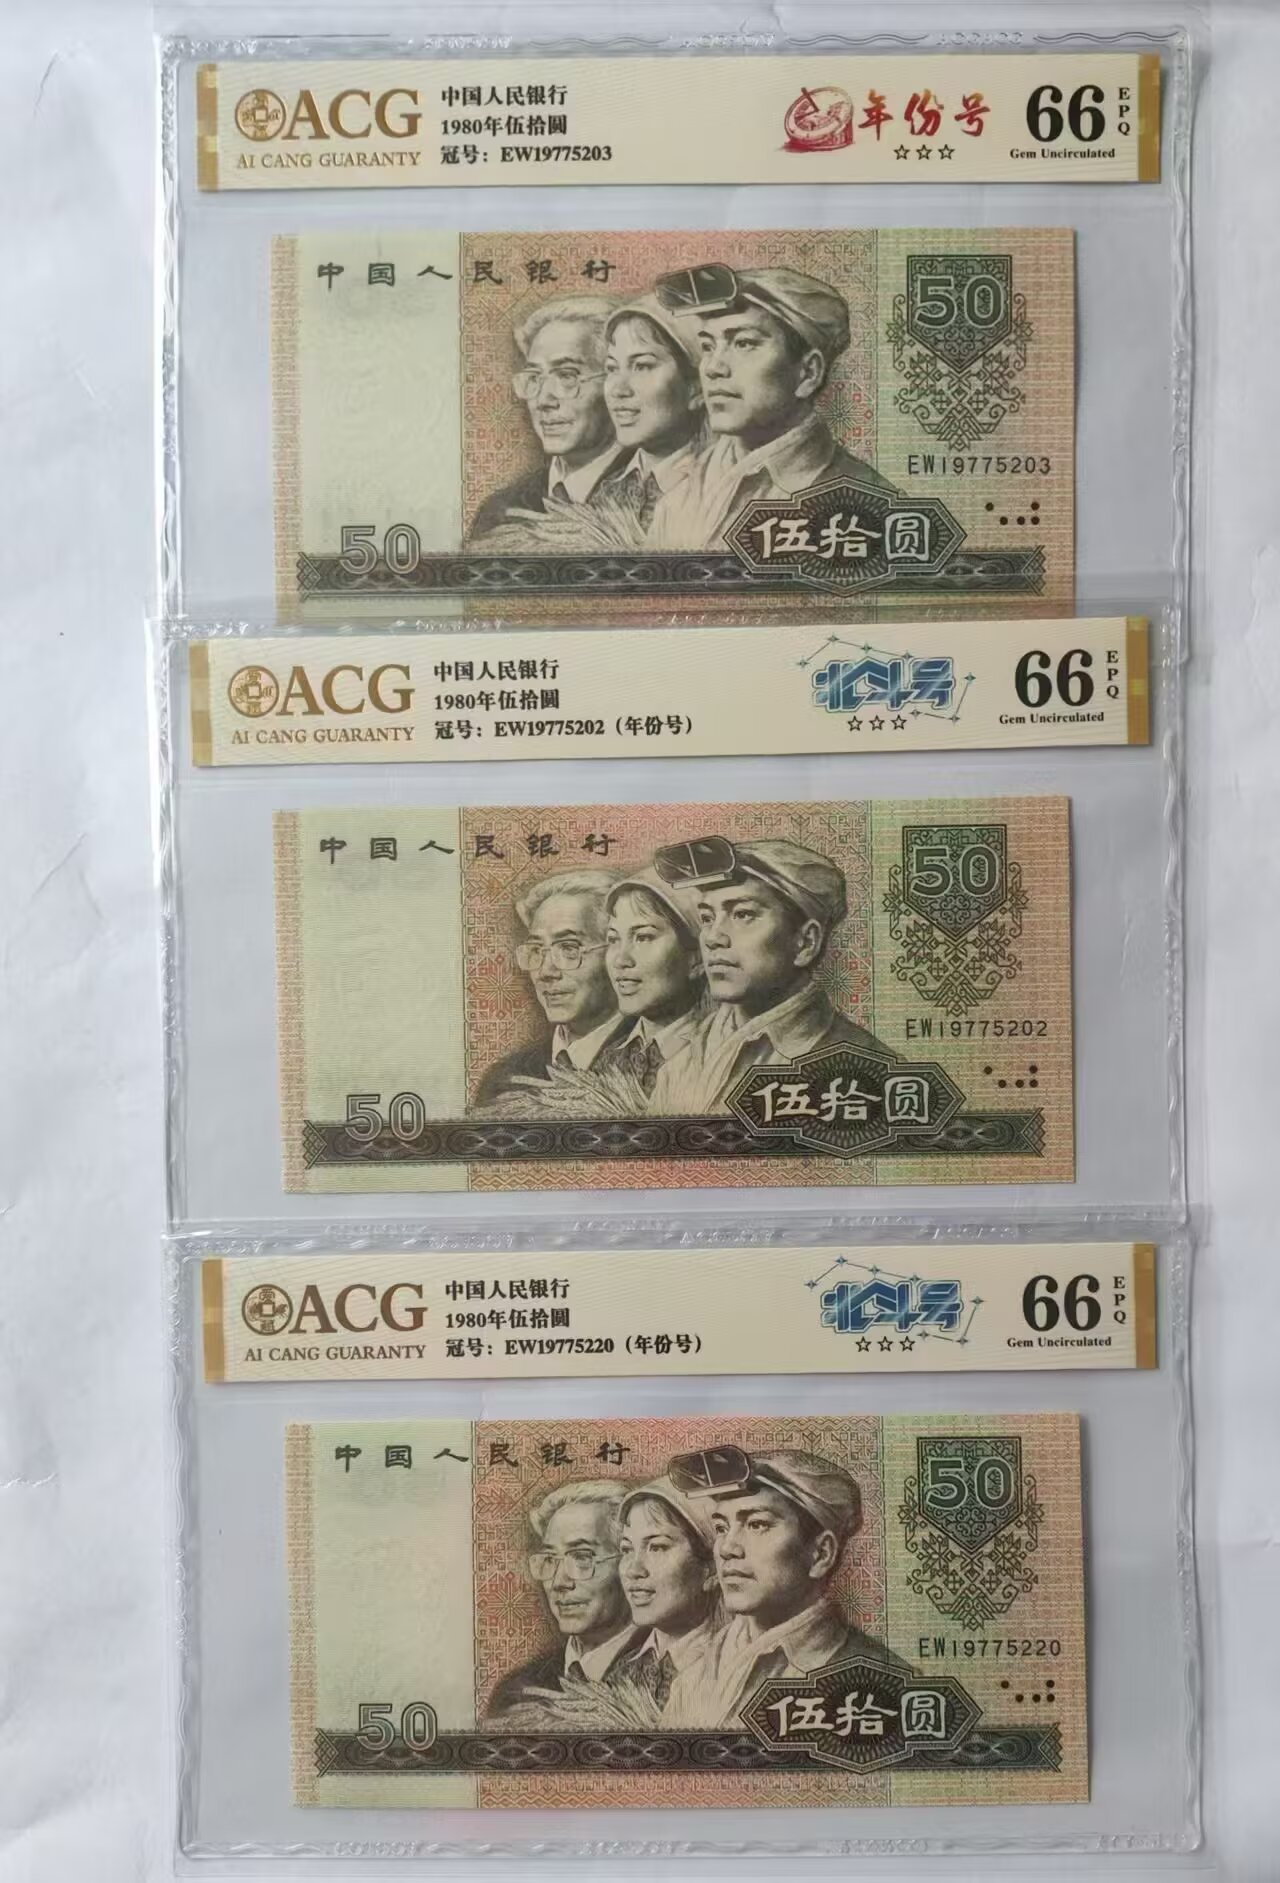 ACG
AI CANG GUARANTY
中国人民银行
1980年伍拾圆
冠号：EW19775203
年份号
☆☆☆
66
EPQ
Gem Uncirculated
中国人民银行
50
EW19775203
50
伍拾圆
ACG
AI CANG GUARANTY
中国人民银行
1980年伍拾圆
冠号：EW19775202（年份号）
北斗号
☆☆☆
66
EPQ
Gem Uncirculated
中国人民银行
50
EW19775202
50
伍拾圆
ACG
AI CANG GUARANTY
中国人民银行
1980年伍拾圆
冠号：EW19775220（年份号）
北斗号
☆☆☆
66
EPQ
Gem Uncirculated
中国人民银行
50
EW19775220
50
伍拾圆